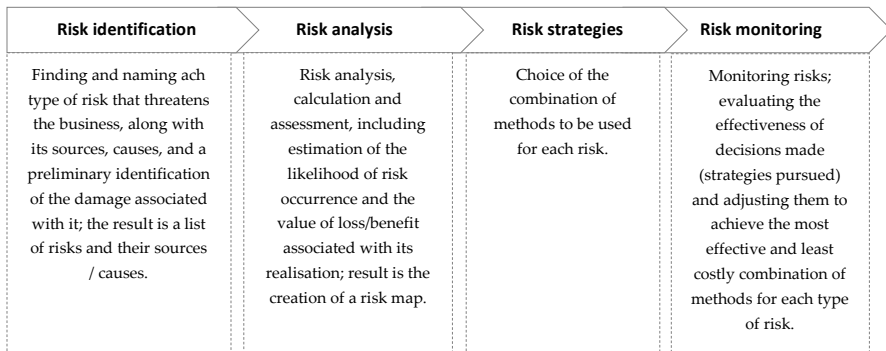 Risk identification
Risk analysis
Risk strategies
Risk monitoring
Finding and naming ach
type of risk that threatens
the business, along with
its sources, causes, and a
preliminary identification
of the damage associated
with it; the result is a list
of risks and their sources
/ causes.
Risk analysis,
calculation and
assessment, including
estimation of the
likelihood of risk
occurrence and the
value of loss/benefit
associated with its
realisation; result is the
creation of a risk map.
Choice of the
combination of
methods to be used
for each risk.
Monitoring risks;
evaluating the
effectiveness of
decisions made
(strategies pursued)
and adjusting them to
achieve the most
effective and least
costly combination of
methods for each type
of risk.